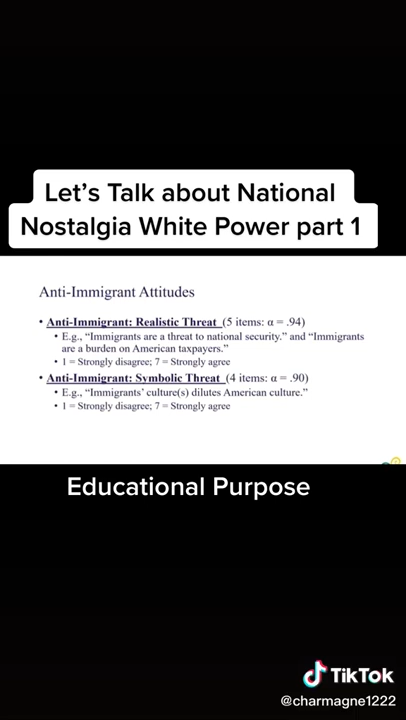 Let's Talk about National
Nostalgia White Power part 1
Anti-Immigrant Attitudes
• Anti-Immigrant: Realistic Threat (5 items: α = .94)
• E.g., “Immigrants are a threat to national security.” and “Immigrants
are a burden on American taxpayers.”
• 1 = Strongly disagree; 7 = Strongly agree
• Anti-Immigrant: Symbolic Threat (4 items: α = .90)
• E.g., “Immigrants’ culture(s) dilutes American culture.”
• 1 = Strongly disagree; 7 = Strongly agree
Educational Purpose
TikTok
@charmagne1222